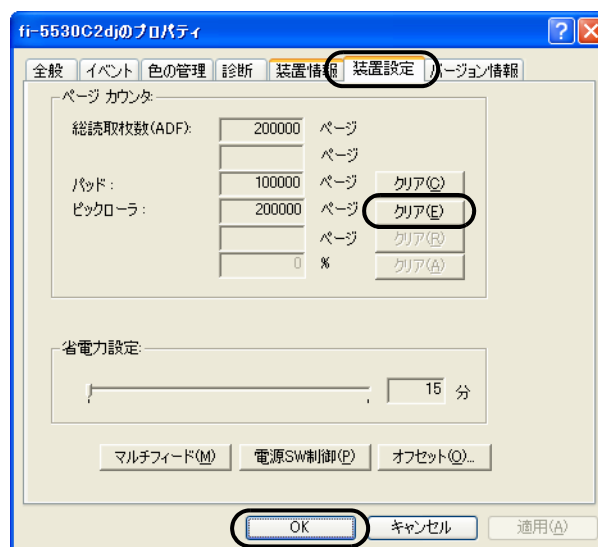 fi-5530C2djのプロパティ
全般 イベント 色の管理 診断 装置情報 装置設定 バージョン情報
ページ カウンタ:
総読取枚数(ADF): 200000 ページ
ページ
パッド: 100000 ページ クリア(C)
ピックローラ: 200000 ページ クリア(E)
ページ クリア(R)
0 % クリア(A)
省電力設定:
15 分
マルチフィード(M) 電源SW制御(P) オフセット(O)...
OK キャンセル 適用(A)